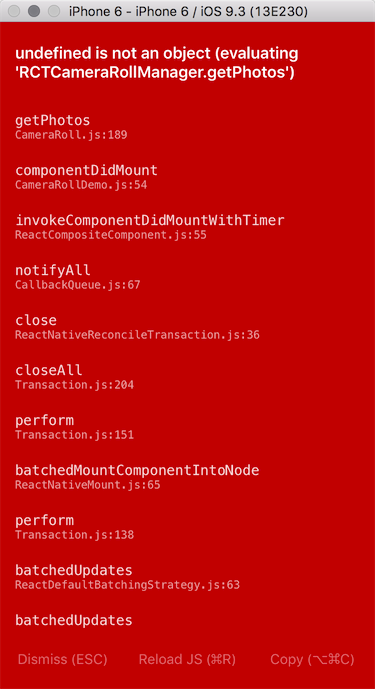 iPhone 6 - iPhone 6 / iOS 9.3 (13E230)
undefined is not an object (evaluating
'RCTCameraRollManager.getPhotos')
getPhotos
CameraRoll.js:189
componentDidMount
CameraRollDemo.js:54
invokeComponentDidMountWithTimer
ReactCompositeComponent.js:55
notifyAll
CallbackQueue.js:67
close
ReactNativeReconcileTransaction.js:36
closeAll
Transaction.js:204
perform
Transaction.js:151
batchedMountComponentIntoNode
ReactNativeMount.js:65
perform
Transaction.js:138
batchedUpdates
ReactDefaultBatchingStrategy.js:63
batchedUpdates
Dismiss (ESC) Reload JS (⌘R) Copy (⌥⌘C)